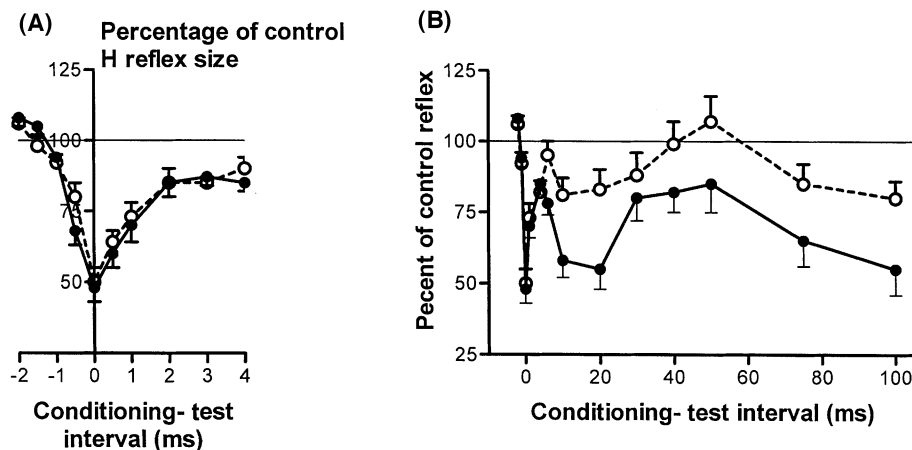 (A)
Percentage of control
H reflex size
125
100
75
50
-2 -1 0 1 2 3 4
Conditioning- test
interval (ms)
(B)
Pecent of control reflex
125
100
75
50
25
0 20 40 60 80 100
Conditioning- test interval (ms)